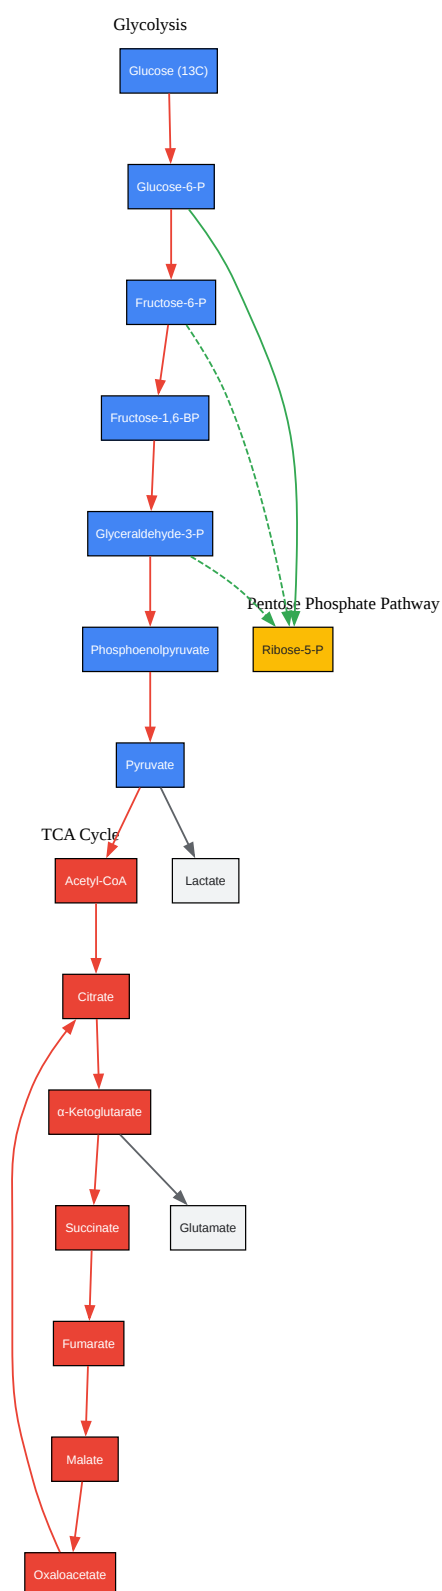 Glycolysis
Glucose (13C)
Glucose-6-P
Fructose-6-P
Fructose-1,6-BP
Glyceraldehyde-3-P
Pentose Phosphate Pathway
Phosphoenolpyruvate
Ribose-5-P
Pyruvate
TCA Cycle
Acetyl-CoA
Lactate
Citrate
α-Ketoglutarate
Succinate
Glutamate
Fumarate
Malate
Oxaloacetate